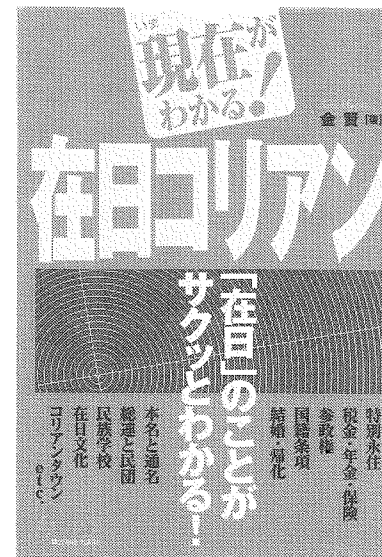 いま
現在が
わかる!
金 賛[著]
在日コリアン
「在日」のことが
サクッとわかる!
特別永住
税金・年金・保険
参政権
国籍条項
結婚・帰化
本名と通名
総連と民団
民族学校
在日文化
コリアンタウン
etc.